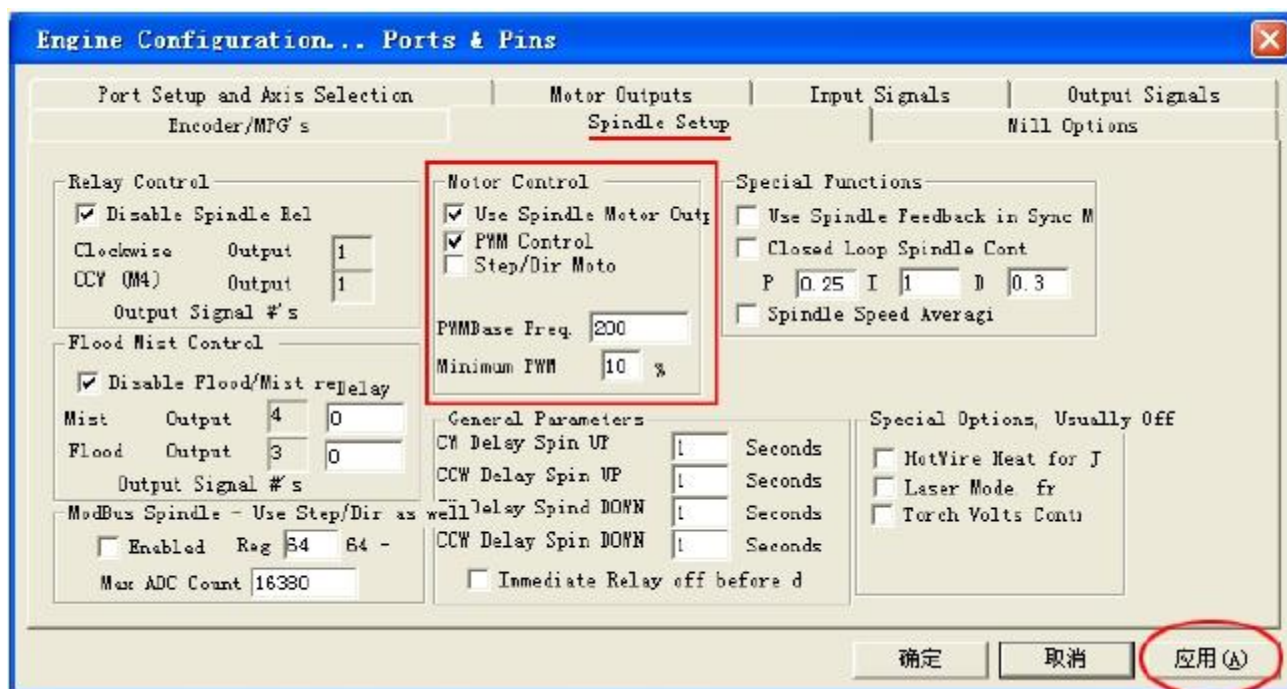 Engine Configuration... Ports & Pins
Port Setup and Axis Selection
Motor Outputs
Input Signals
Output Signals
Encoder/MPG's
Spindle Setup
Mill Options
Relay Control
Disable Spindle Rel
Clockwise Output 1
CCW (M4) Output 1
Output Signal #'s
Flood Mist Control
Disable Flood/Mist re Delay
Mist Output 4 0
Flood Output 3 0
Output Signal #'s
ModBus Spindle - Use Step/Dir as well
Enabled Reg 64 64 -
Max ADC Count 16380
Motor Control
Use Spindle Motor Outp
PWM Control
Step/Dir Moto
PWMBase Freq. 200
Minimum PWM 10 %
General Parameters
CW Delay Spin UP 1 Seconds
CCW Delay Spin UP 1 Seconds
Delay Spind DOWN 1 Seconds
CCW Delay Spin DOWN 1 Seconds
Immediate Relay off before d
Special Functions
Use Spindle Feedback in Sync M
Closed Loop Spindle Cont
P 0.25 I 1 D 0.3
Spindle Speed Averagi
Special Options, Usually Off
HotWire Heat for J
Laser Mode. fr
Torch Volts Conti
确定
取消
应用(A)